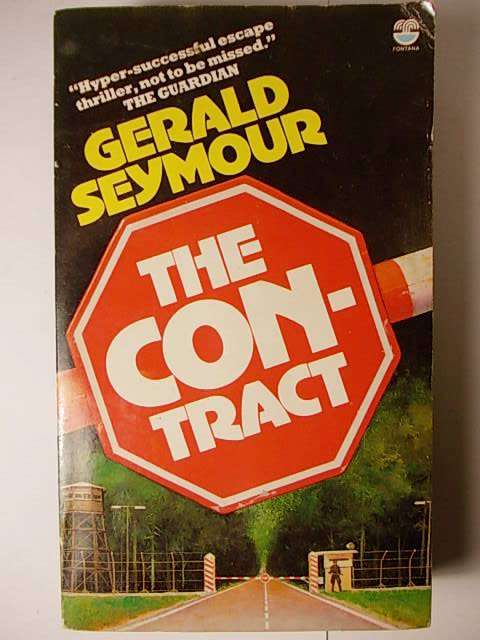 "Hyper-successful escape
thriller, not to be missed."
THE GUARDIAN
FONTANA
GERALD
SEYMOUR
THE
CON-
TRACT